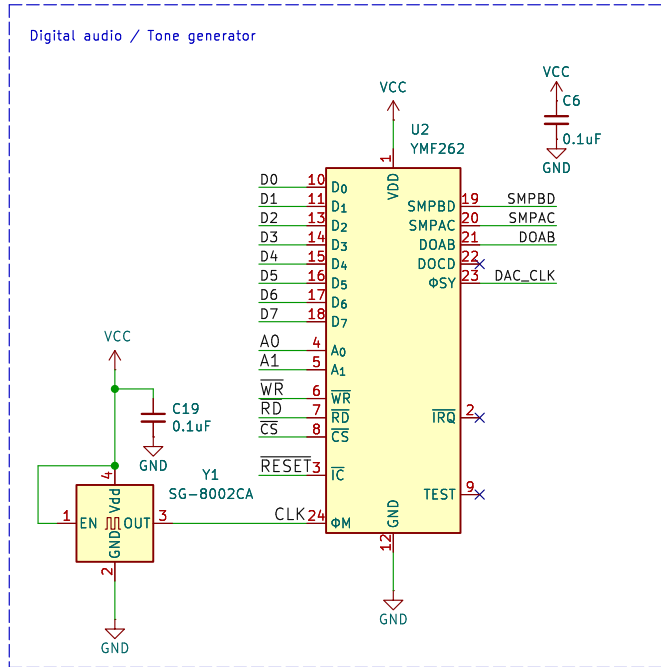 Digital audio / Tone generator
VCC
C6
0.1uF
GND
VCC
U2
YMF262
1
VDD
D0 10 D0
D1 11 D1
D2 13 D2
D3 14 D3
D4 15 D4
D5 16 D5
D6 17 D6
D7 18 D7
A0 4 A0
A1 5 A1
WR 6 WR
RD 7 RD
CS 8 CS
RESET 3 IC
CLK 24 ΦM
SMPBD 19 SMPBD
SMPAC 20 SMPAC
DOAB 21 DOAB
DOCD 22
ΦSY 23 DAC_CLK
IRQ 2
TEST 9
GND
12
GND
VCC
C19
0.1uF
GND
Y1
SG-8002CA
4
Vdd
1 EN OUT 3
GND
2
GND